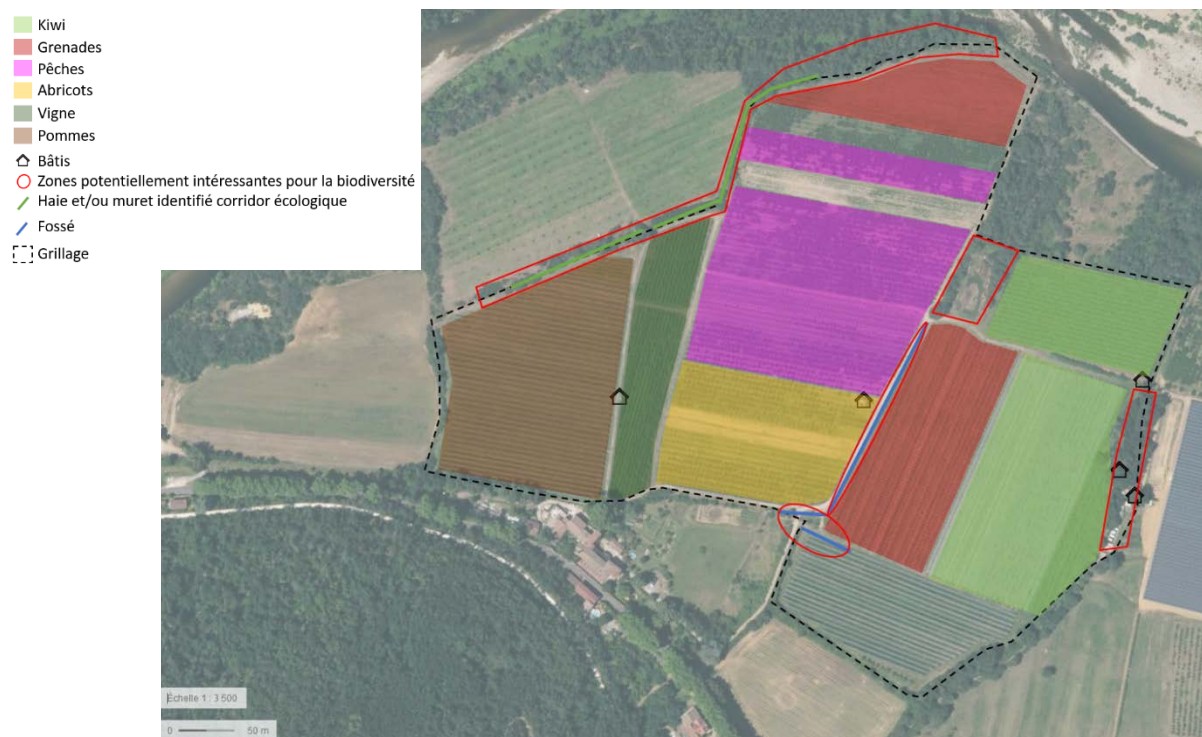 Kiwi
Grenades
Pêches
Abricots
Vigne
Pommes
Bâtis
Zones potentiellement intéressantes pour la biodiversité
Haie et/ou muret identifié corridor écologique
Fossé
Grillage
Échelle 1 : 3 500
0 50 m